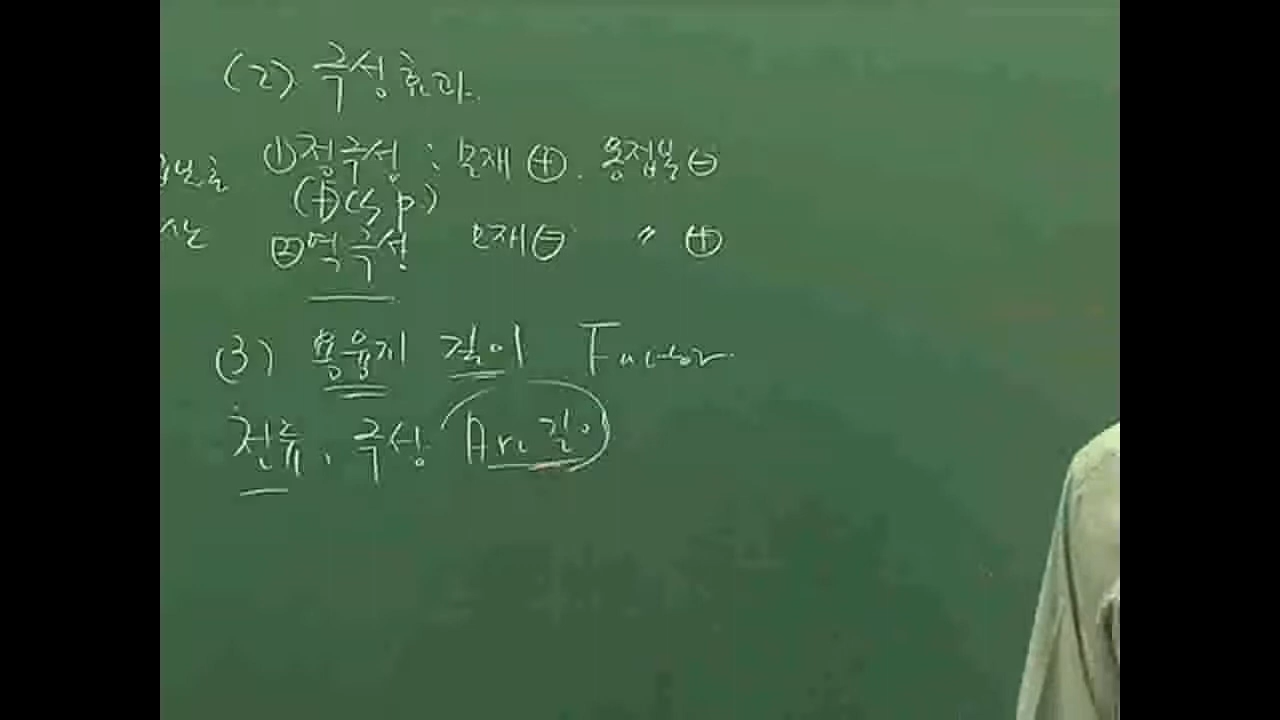 (2) 극성효과.
① 정극성 : 모재 ⊕. 용접봉 ⊖
② 역극성 모재 ⊖ 〃 ⊕
(3) 용융지 길이 Factor
전류, 극성 Arc 길이